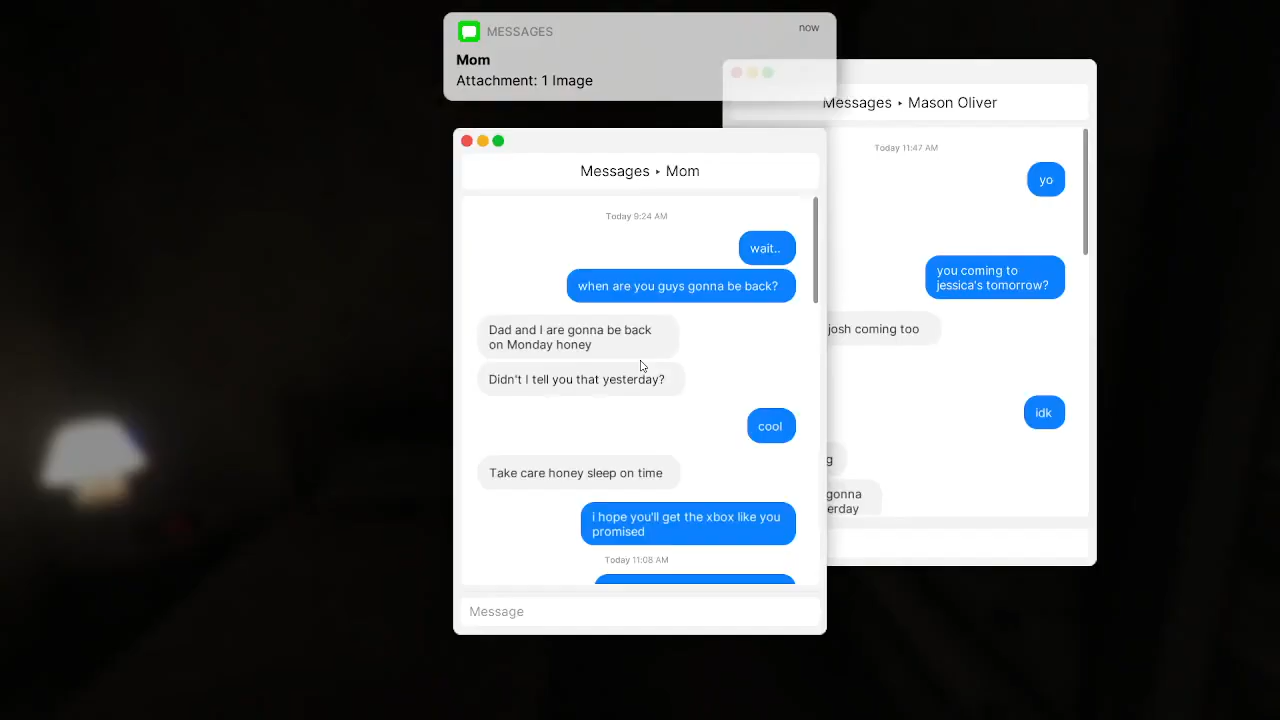 MESSAGES
now
Mom
Attachment: 1 Image
Messages ‣ Mason Oliver
Today 11:47 AM
yo
you coming to
jessica's tomorrow?
josh coming too
idk
g
gonna
erday
Messages ‣ Mom
Today 9:24 AM
wait..
when are you guys gonna be back?
Dad and I are gonna be back
on Monday honey
Didn't I tell you that yesterday?
cool
Take care honey sleep on time
i hope you'll get the xbox like you
promised
Today 11:08 AM
Message